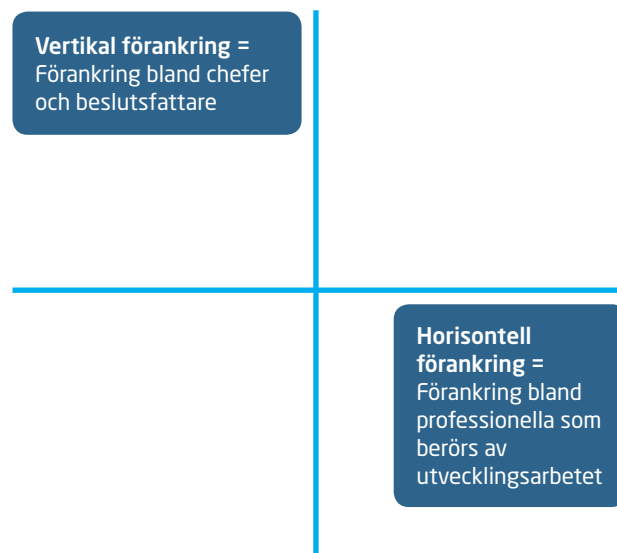 Vertikal förankring =
Förankring bland chefer
och beslutsfattare
Horisontell
förankring =
Förankring bland
professionella som
berörs av
utvecklingsarbetet